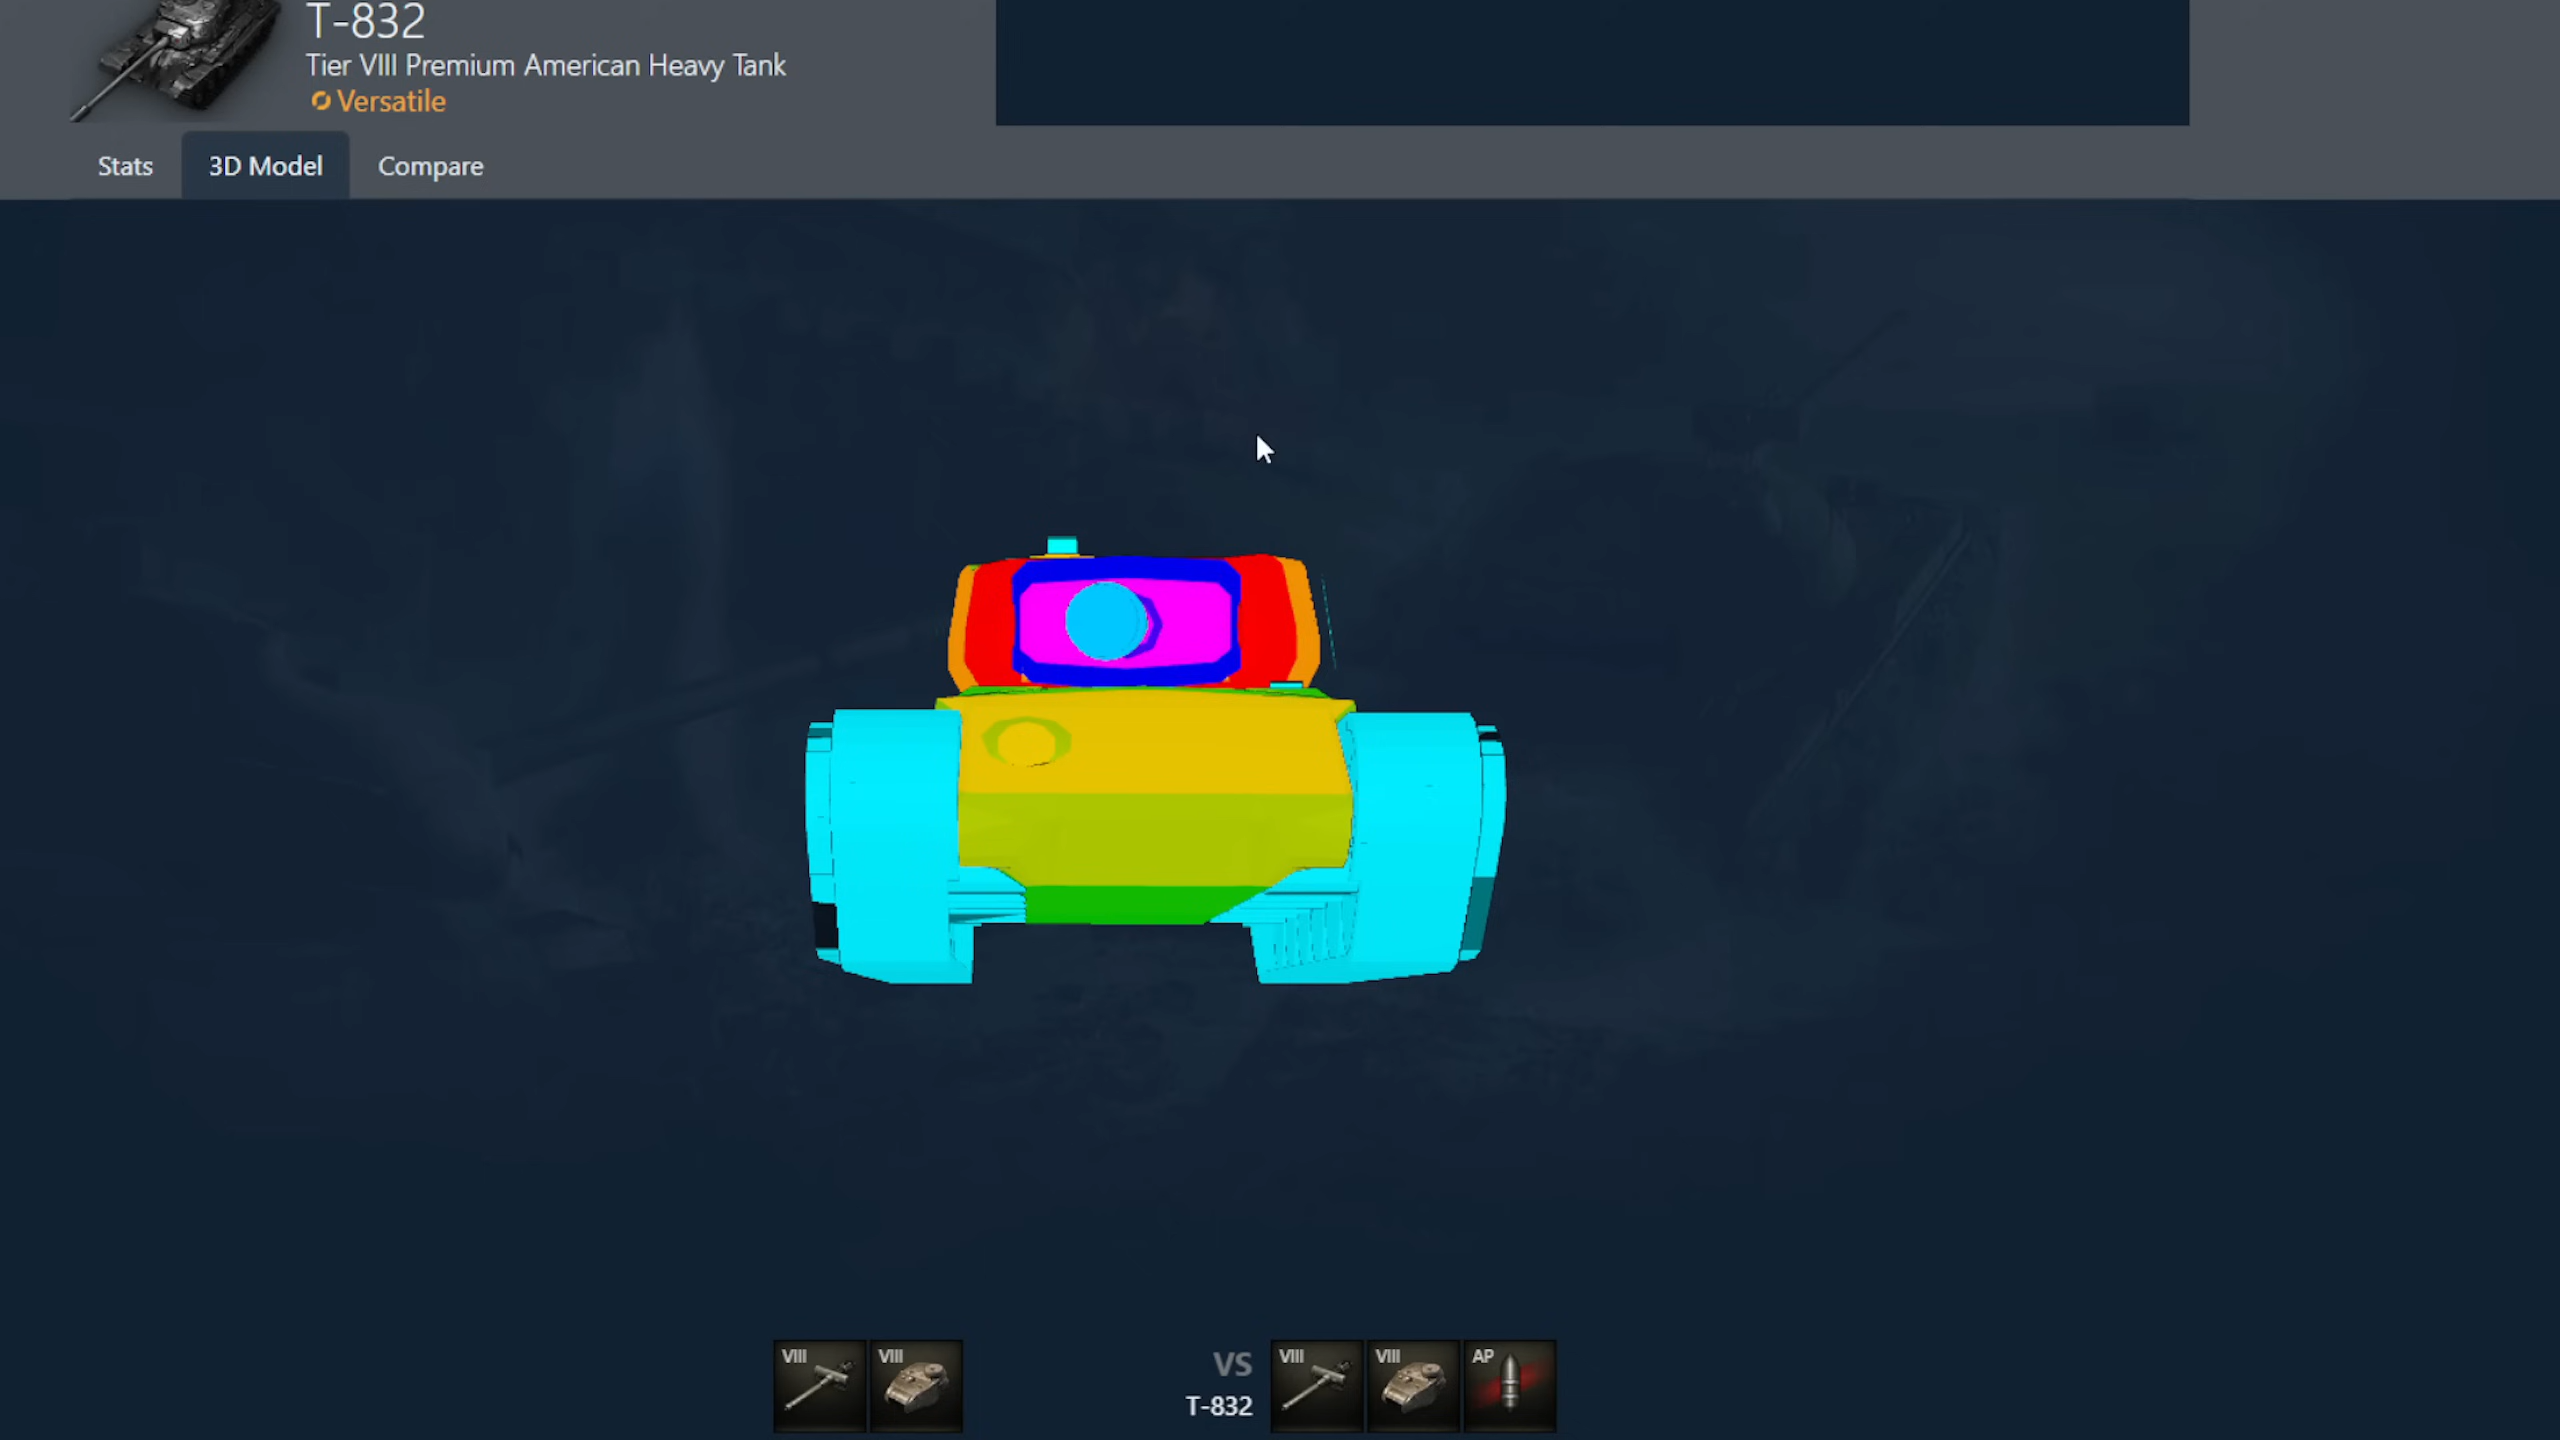 T-832
Tier VIII Premium American Heavy Tank
Versatile
Stats
3D Model
Compare
VIII
VIII
VS
T-832
VIII
VIII
AP